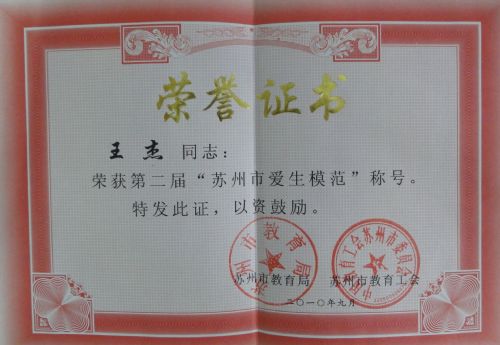 荣誉证书
王杰 同志：
荣获第二届“苏州市爱生模范”称号。
特发此证，以资鼓励。
苏州市教育局 苏州市教育工会
二〇一〇年九月
苏州市教育局
中国教育工会苏州市委员会